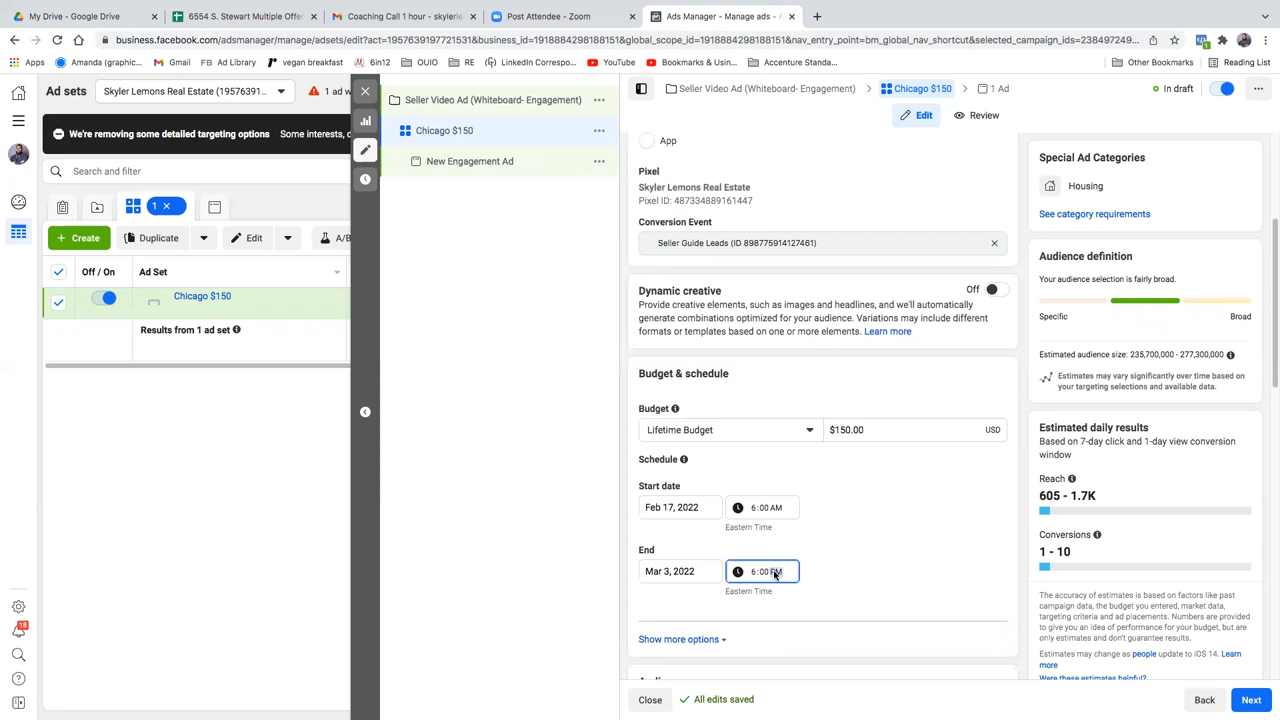 My Drive - Google Drive
6554 S. Stewart Multiple Offer
Coaching Call 1 hour - skylerle
Post Attendee - Zoom
Ads Manager - Manage ads - A
business.facebook.com/adsmanager/manage/adsets/edit?act=1957639197721531&business_id=1918884298188151&global_scope_id=1918884298188151&nav_entry_point=bm_global_nav_shortcut&selected_campaign_ids=238497249...
Apps
Amanda (graphic...
Gmail
Ad Library
vegan breakfast
6in12
OUIO
RE
LinkedIn Correspo...
YouTube
Bookmarks & Usin...
Accenture Standa...
Other Bookmarks
Reading List
Ad sets
Skyler Lemons Real Estate (19576391...
1 ad w
We're removing some detailed targeting options
Some interests,
Search and filter
1
Create
Duplicate
Edit
A/B
Off / On
Ad Set
Chicago $150
Results from 1 ad set
18
Seller Video Ad (Whiteboard- Engagement)
Chicago $150
New Engagement Ad
Seller Video Ad (Whiteboard- Engagement)
Chicago $150
1 Ad
In draft
Edit
Review
App
Pixel
Skyler Lemons Real Estate
Pixel ID: 487334889161447
Conversion Event
Seller Guide Leads (ID 898775914127461)
Dynamic creative
Off
Provide creative elements, such as images and headlines, and we'll automatically
generate combinations optimized for your audience. Variations may include different
formats or templates based on one or more elements. Learn more
Budget & schedule
Budget
Lifetime Budget
$150.00
USD
Schedule
Start date
Feb 17, 2022
6:00 AM
Eastern Time
End
Mar 3, 2022
6:00 PM
Eastern Time
Show more options
Close
All edits saved
Back
Next
Special Ad Categories
Housing
See category requirements
Audience definition
Your audience selection is fairly broad.
Specific
Broad
Estimated audience size: 235,700,000 - 277,300,000
Estimates may vary significantly over time based on
your targeting selections and available data.
Estimated daily results
Based on 7-day click and 1-day view conversion
window
Reach
605 - 1.7K
Conversions
1 - 10
The accuracy of estimates is based on factors like past
campaign data, the budget you entered, market data,
targeting criteria and ad placements. Numbers are provided
to give you an idea of performance for your budget, but are
only estimates and don't guarantee results.
Estimates may change as people update to iOS 14. Learn
more
Were these estimates helpful?